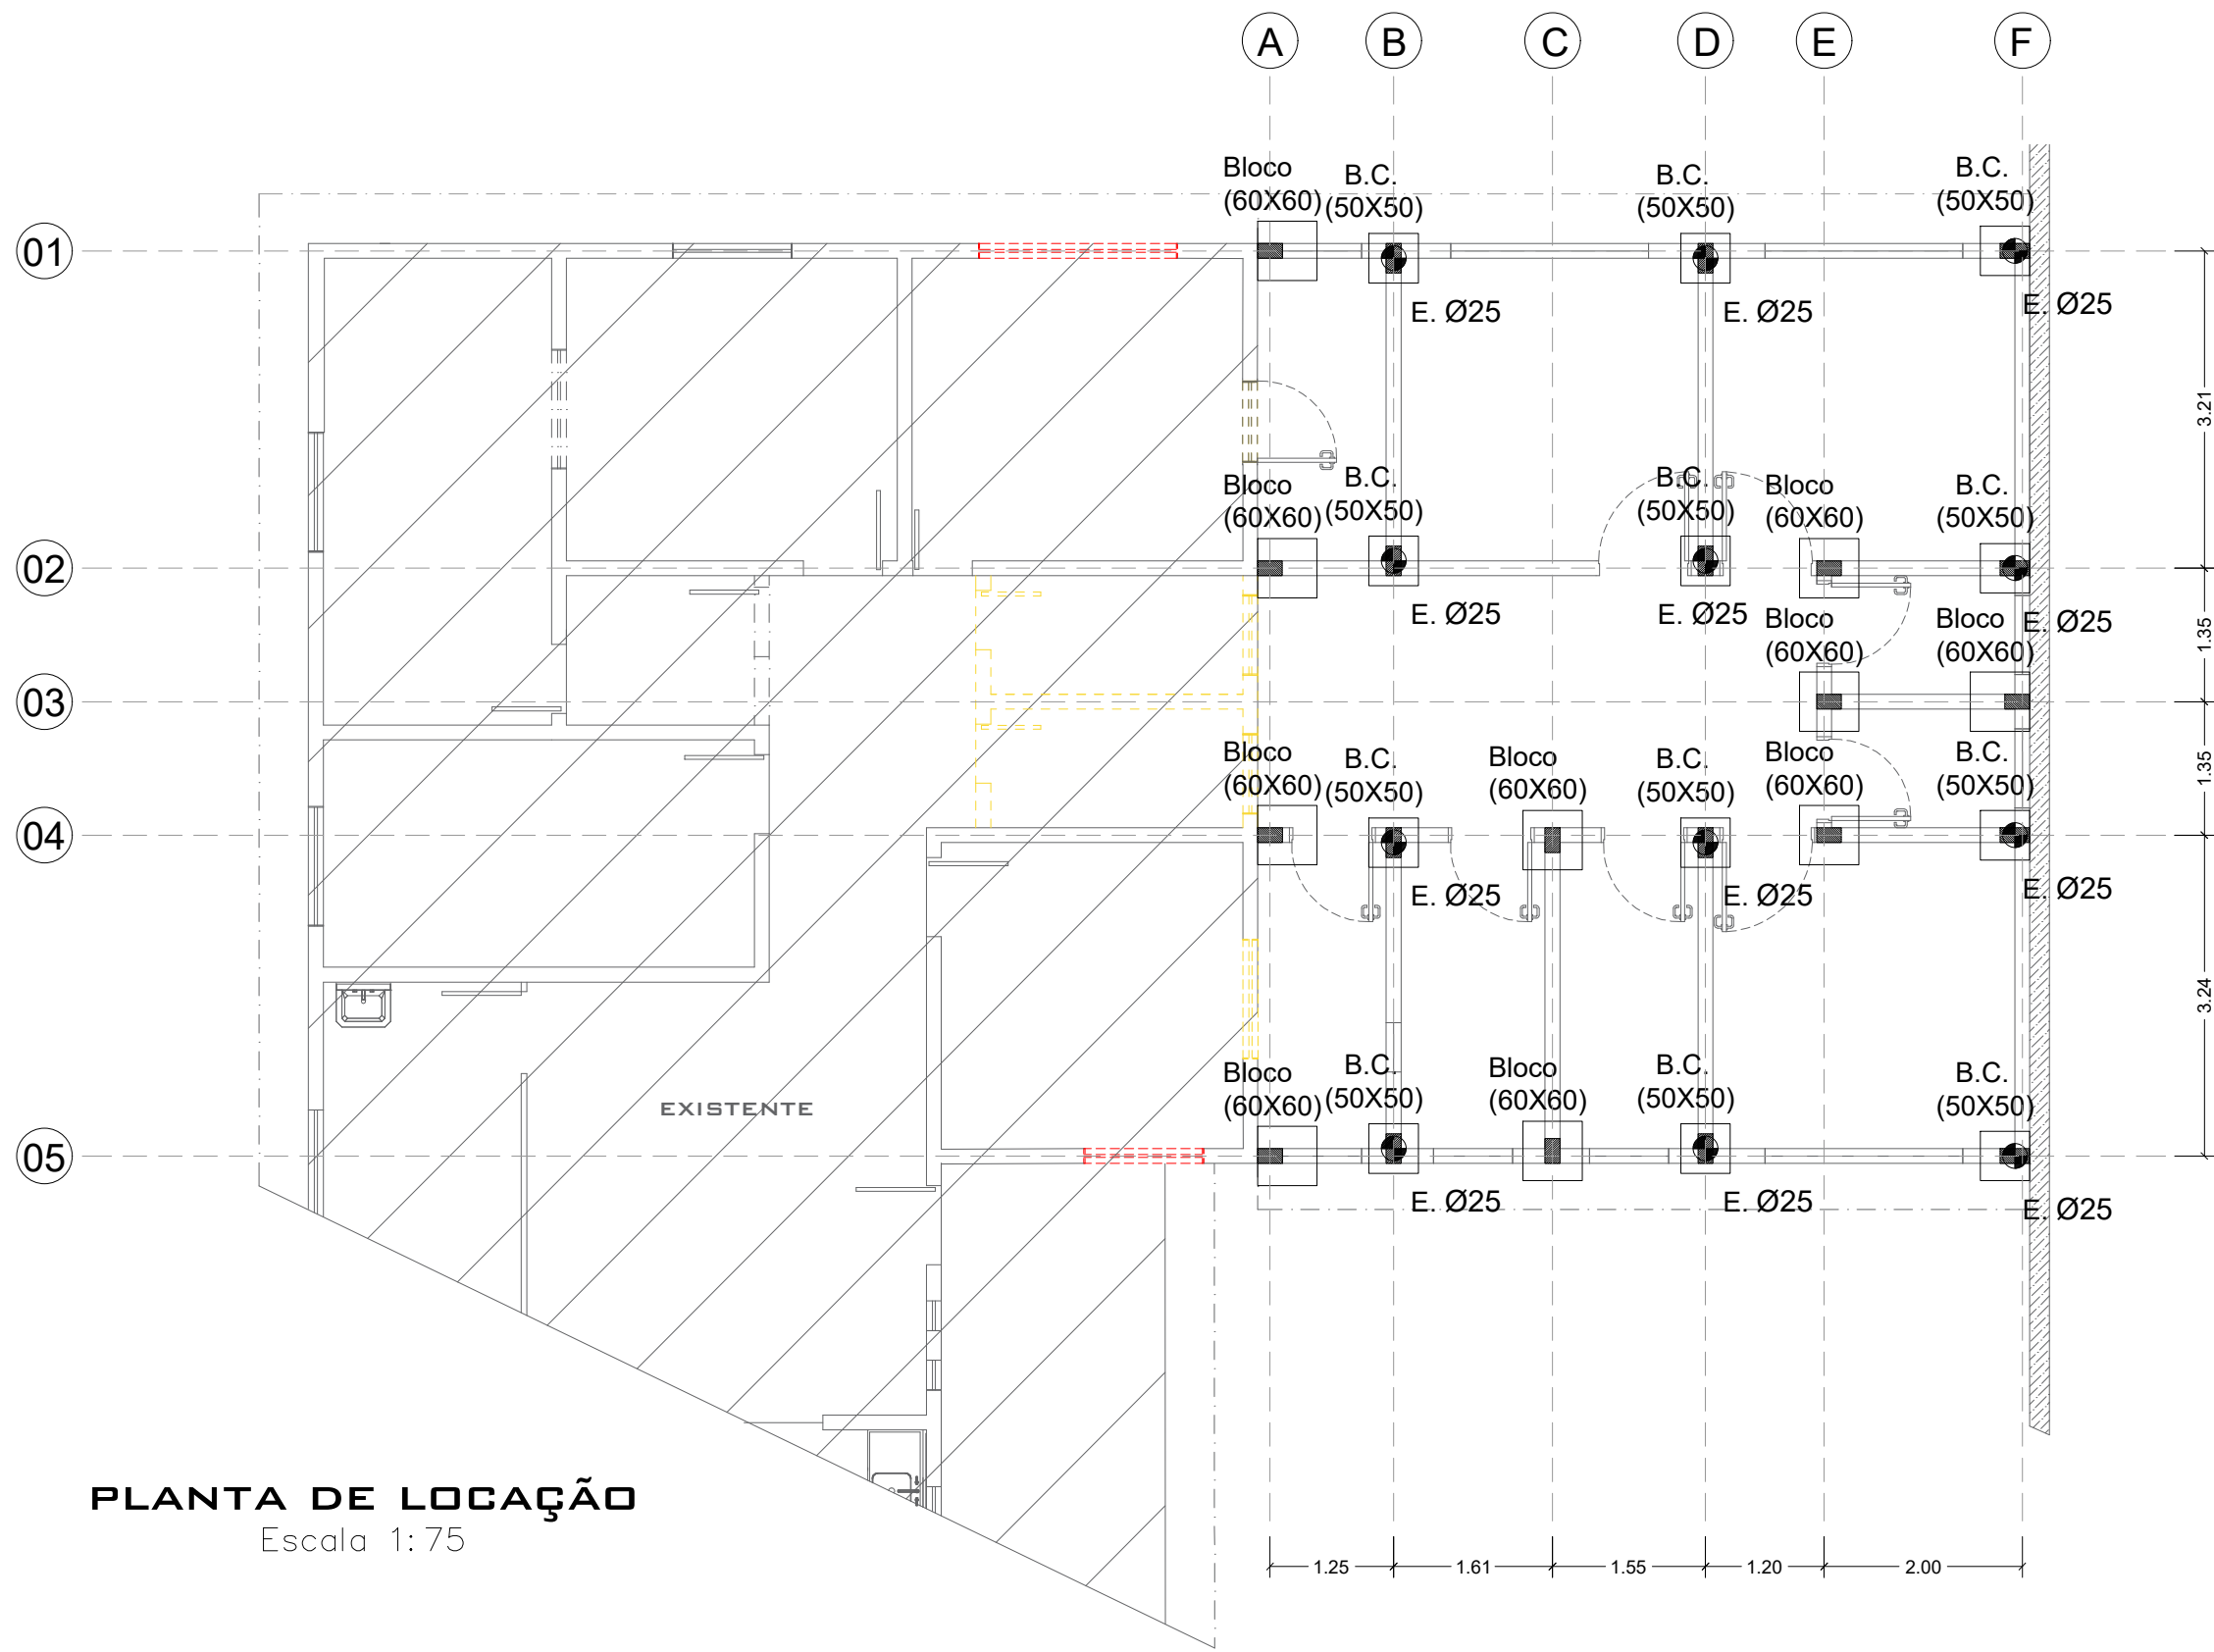 A B C D E F
Bloco
(60X60)
B.C.
(50X50)
B.C.
(50X50)
B.C.
(50X50)
01
E. Ø25
E. Ø25
E. Ø25
3.21
Bloco
(60X60)
B.C.
(50X50)
B.C.
(50X50)
Bloco
(60X60)
B.C.
(50X50)
02
E. Ø25
E. Ø25
E. Ø25
1.35
Bloco
(60X60)
Bloco
(60X60)
03
1.35
Bloco
(60X60)
B.C.
(50X50)
Bloco
(60X60)
B.C.
(50X50)
Bloco
(60X60)
B.C.
(50X50)
04
E. Ø25
E. Ø25
E. Ø25
3.24
Bloco
(60X60)
B.C.
(50X50)
Bloco
(60X60)
B.C.
(50X50)
B.C.
(50X50)
EXISTENTE
05
E. Ø25
E. Ø25
E. Ø25
PLANTA DE LOCAÇÃO
Escala 1:75
1.25 1.61 1.55 1.20 2.00